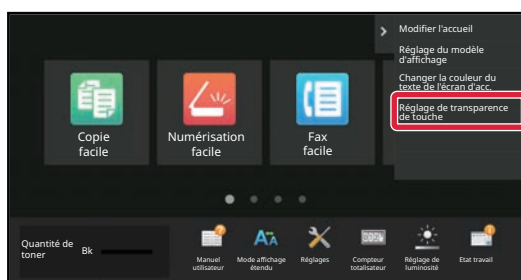 Modifier l'accueil
Réglage du modèle
d'affichage
Changer la couleur du
texte de l'écran d'acc.
Réglage de transparence
de touche
Copie
facile
Numérisation
facile
Fax
facile
Quantité de
toner
Bk
Manuel
utilisateur
Mode affichage
étendu
Réglages
Compteur
totalisateur
Réglage de
luminosité
Etat travail